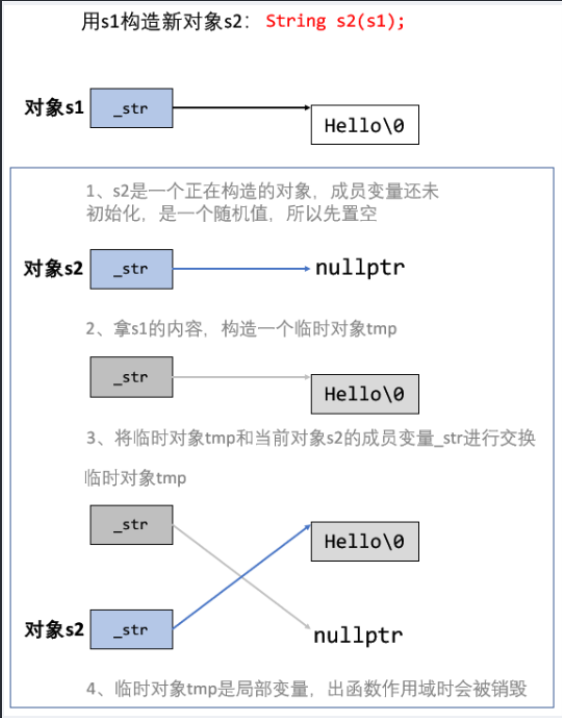 用s1构造新对象s2： String s2(s1);
对象s1
_str
Hello\0
1、s2是一个正在构造的对象，成员变量还未
初始化，是一个随机值，所以先置空
对象s2
_str
nullptr
2、拿s1的内容，构造一个临时对象tmp
_str
Hello\0
3、将临时对象tmp和当前对象s2的成员变量_str进行交换
临时对象tmp
_str
Hello\0
对象s2
_str
nullptr
4、临时对象tmp是局部变量，出函数作用域时会被销毁